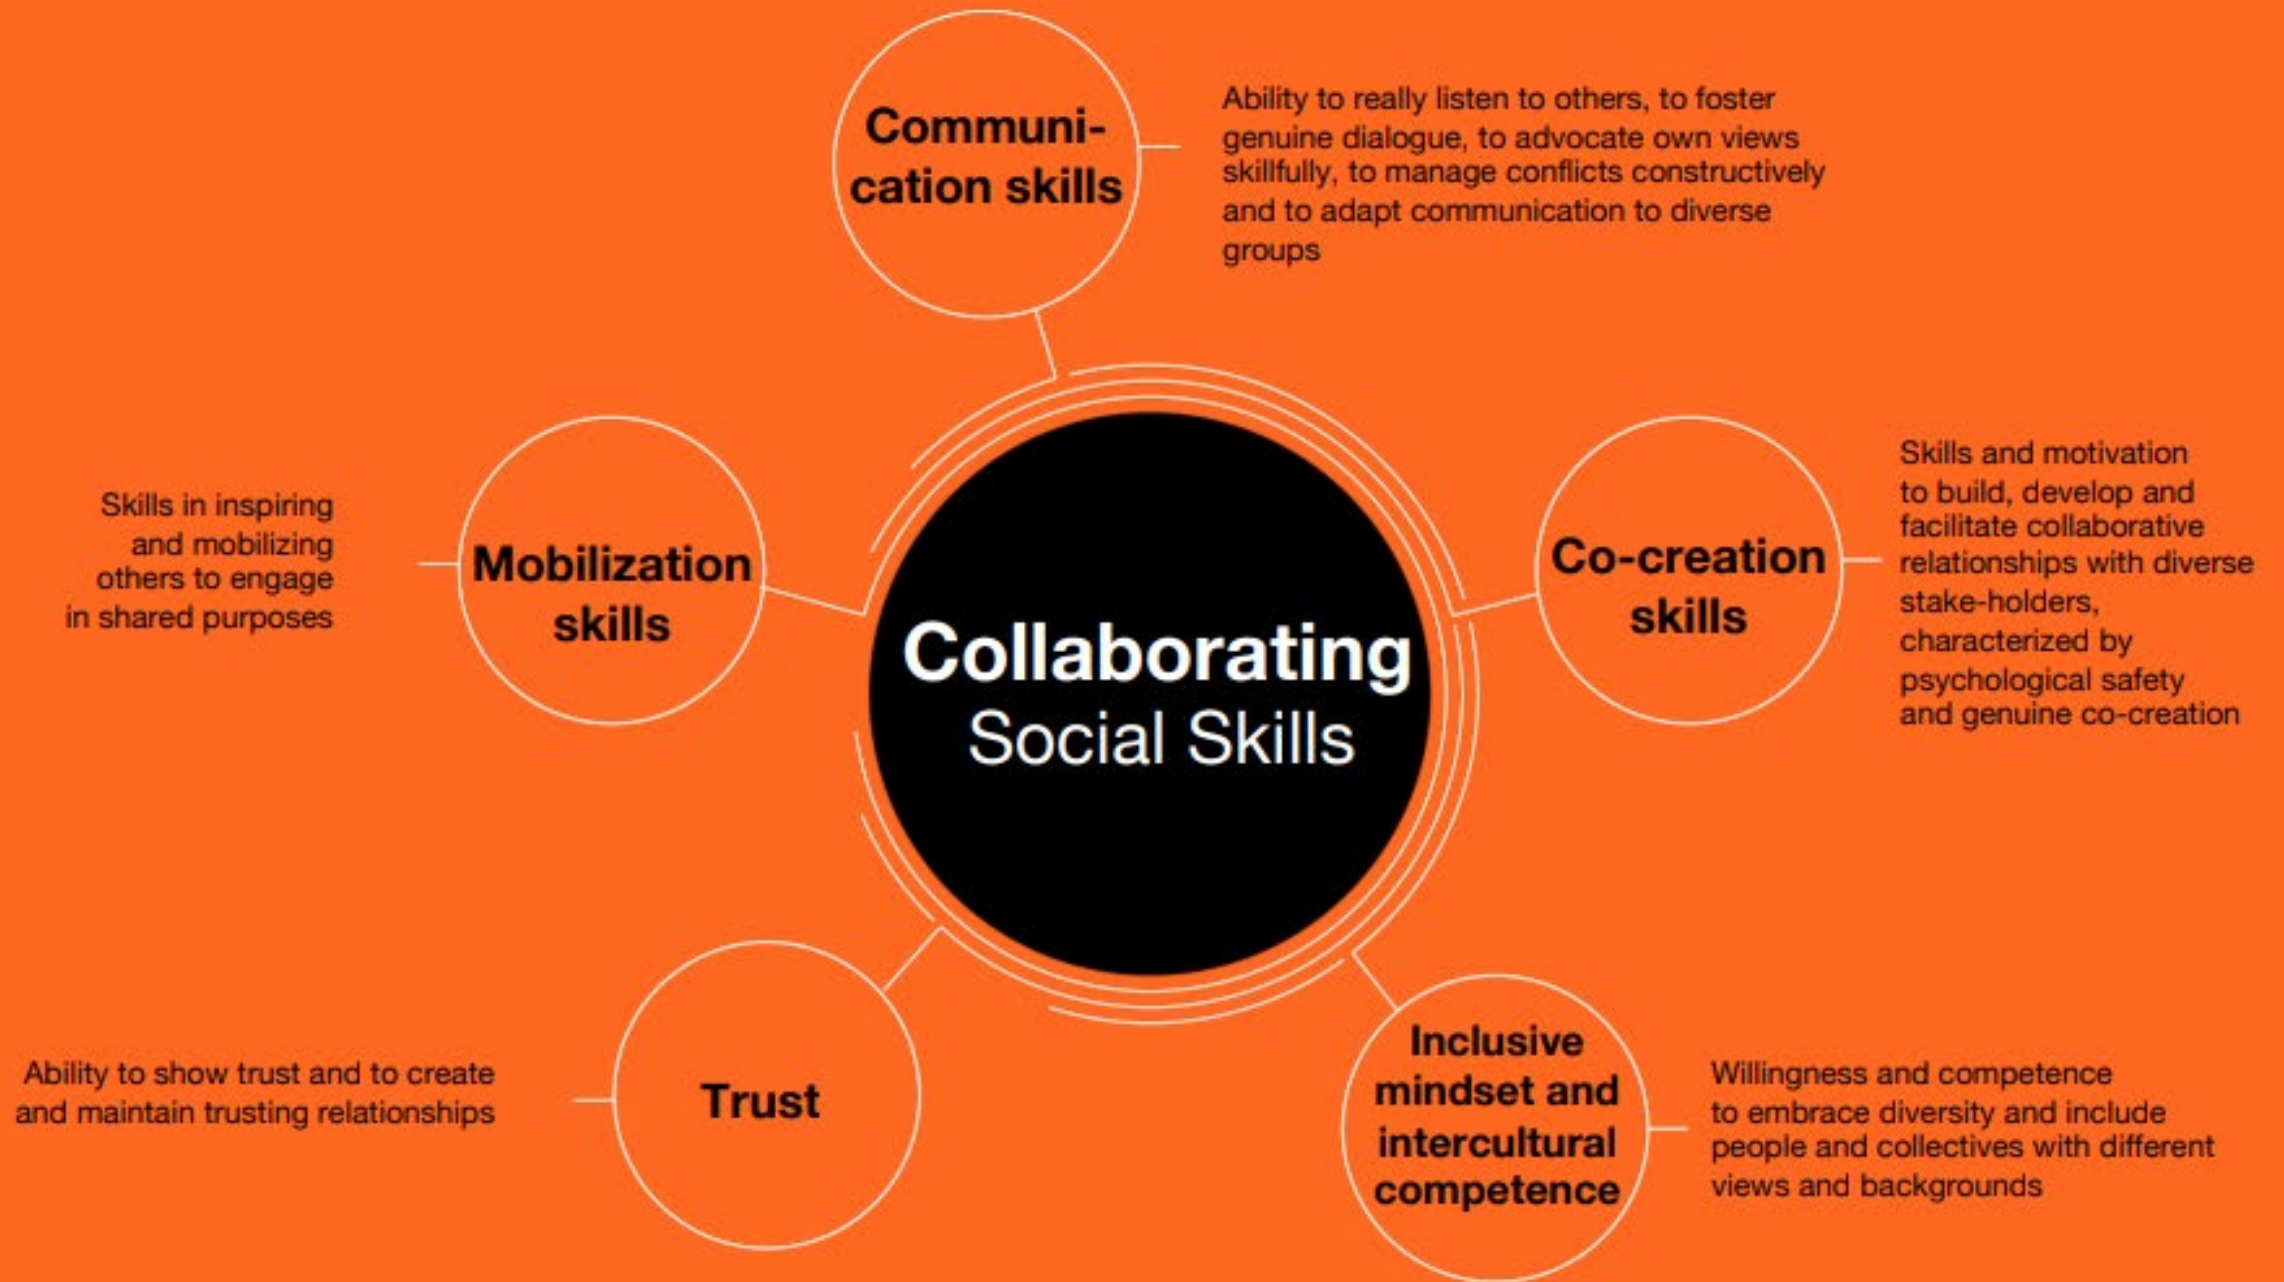 Communi-
cation skills
Ability to really listen to others, to foster
genuine dialogue, to advocate own views
skillfully, to manage conflicts constructively
and to adapt communication to diverse
groups
Skills in inspiring
and mobilizing
others to engage
in shared purposes
Mobilization
skills
Collaborating
Social Skills
Co-creation
skills
Skills and motivation
to build, develop and
facilitate collaborative
relationships with diverse
stake-holders,
characterized by
psychological safety
and genuine co-creation
Ability to show trust and to create
and maintain trusting relationships
Trust
Inclusive
mindset and
intercultural
competence
Willingness and competence
to embrace diversity and include
people and collectives with different
views and backgrounds